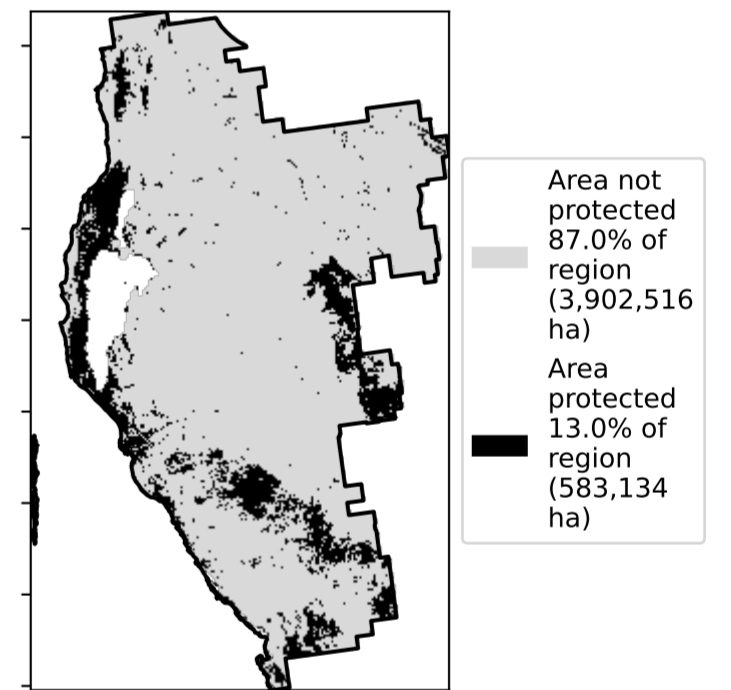 Area not
protected
87.0% of
region
(3,902,516
ha)
Area
protected
13.0% of
region
(583,134
ha)